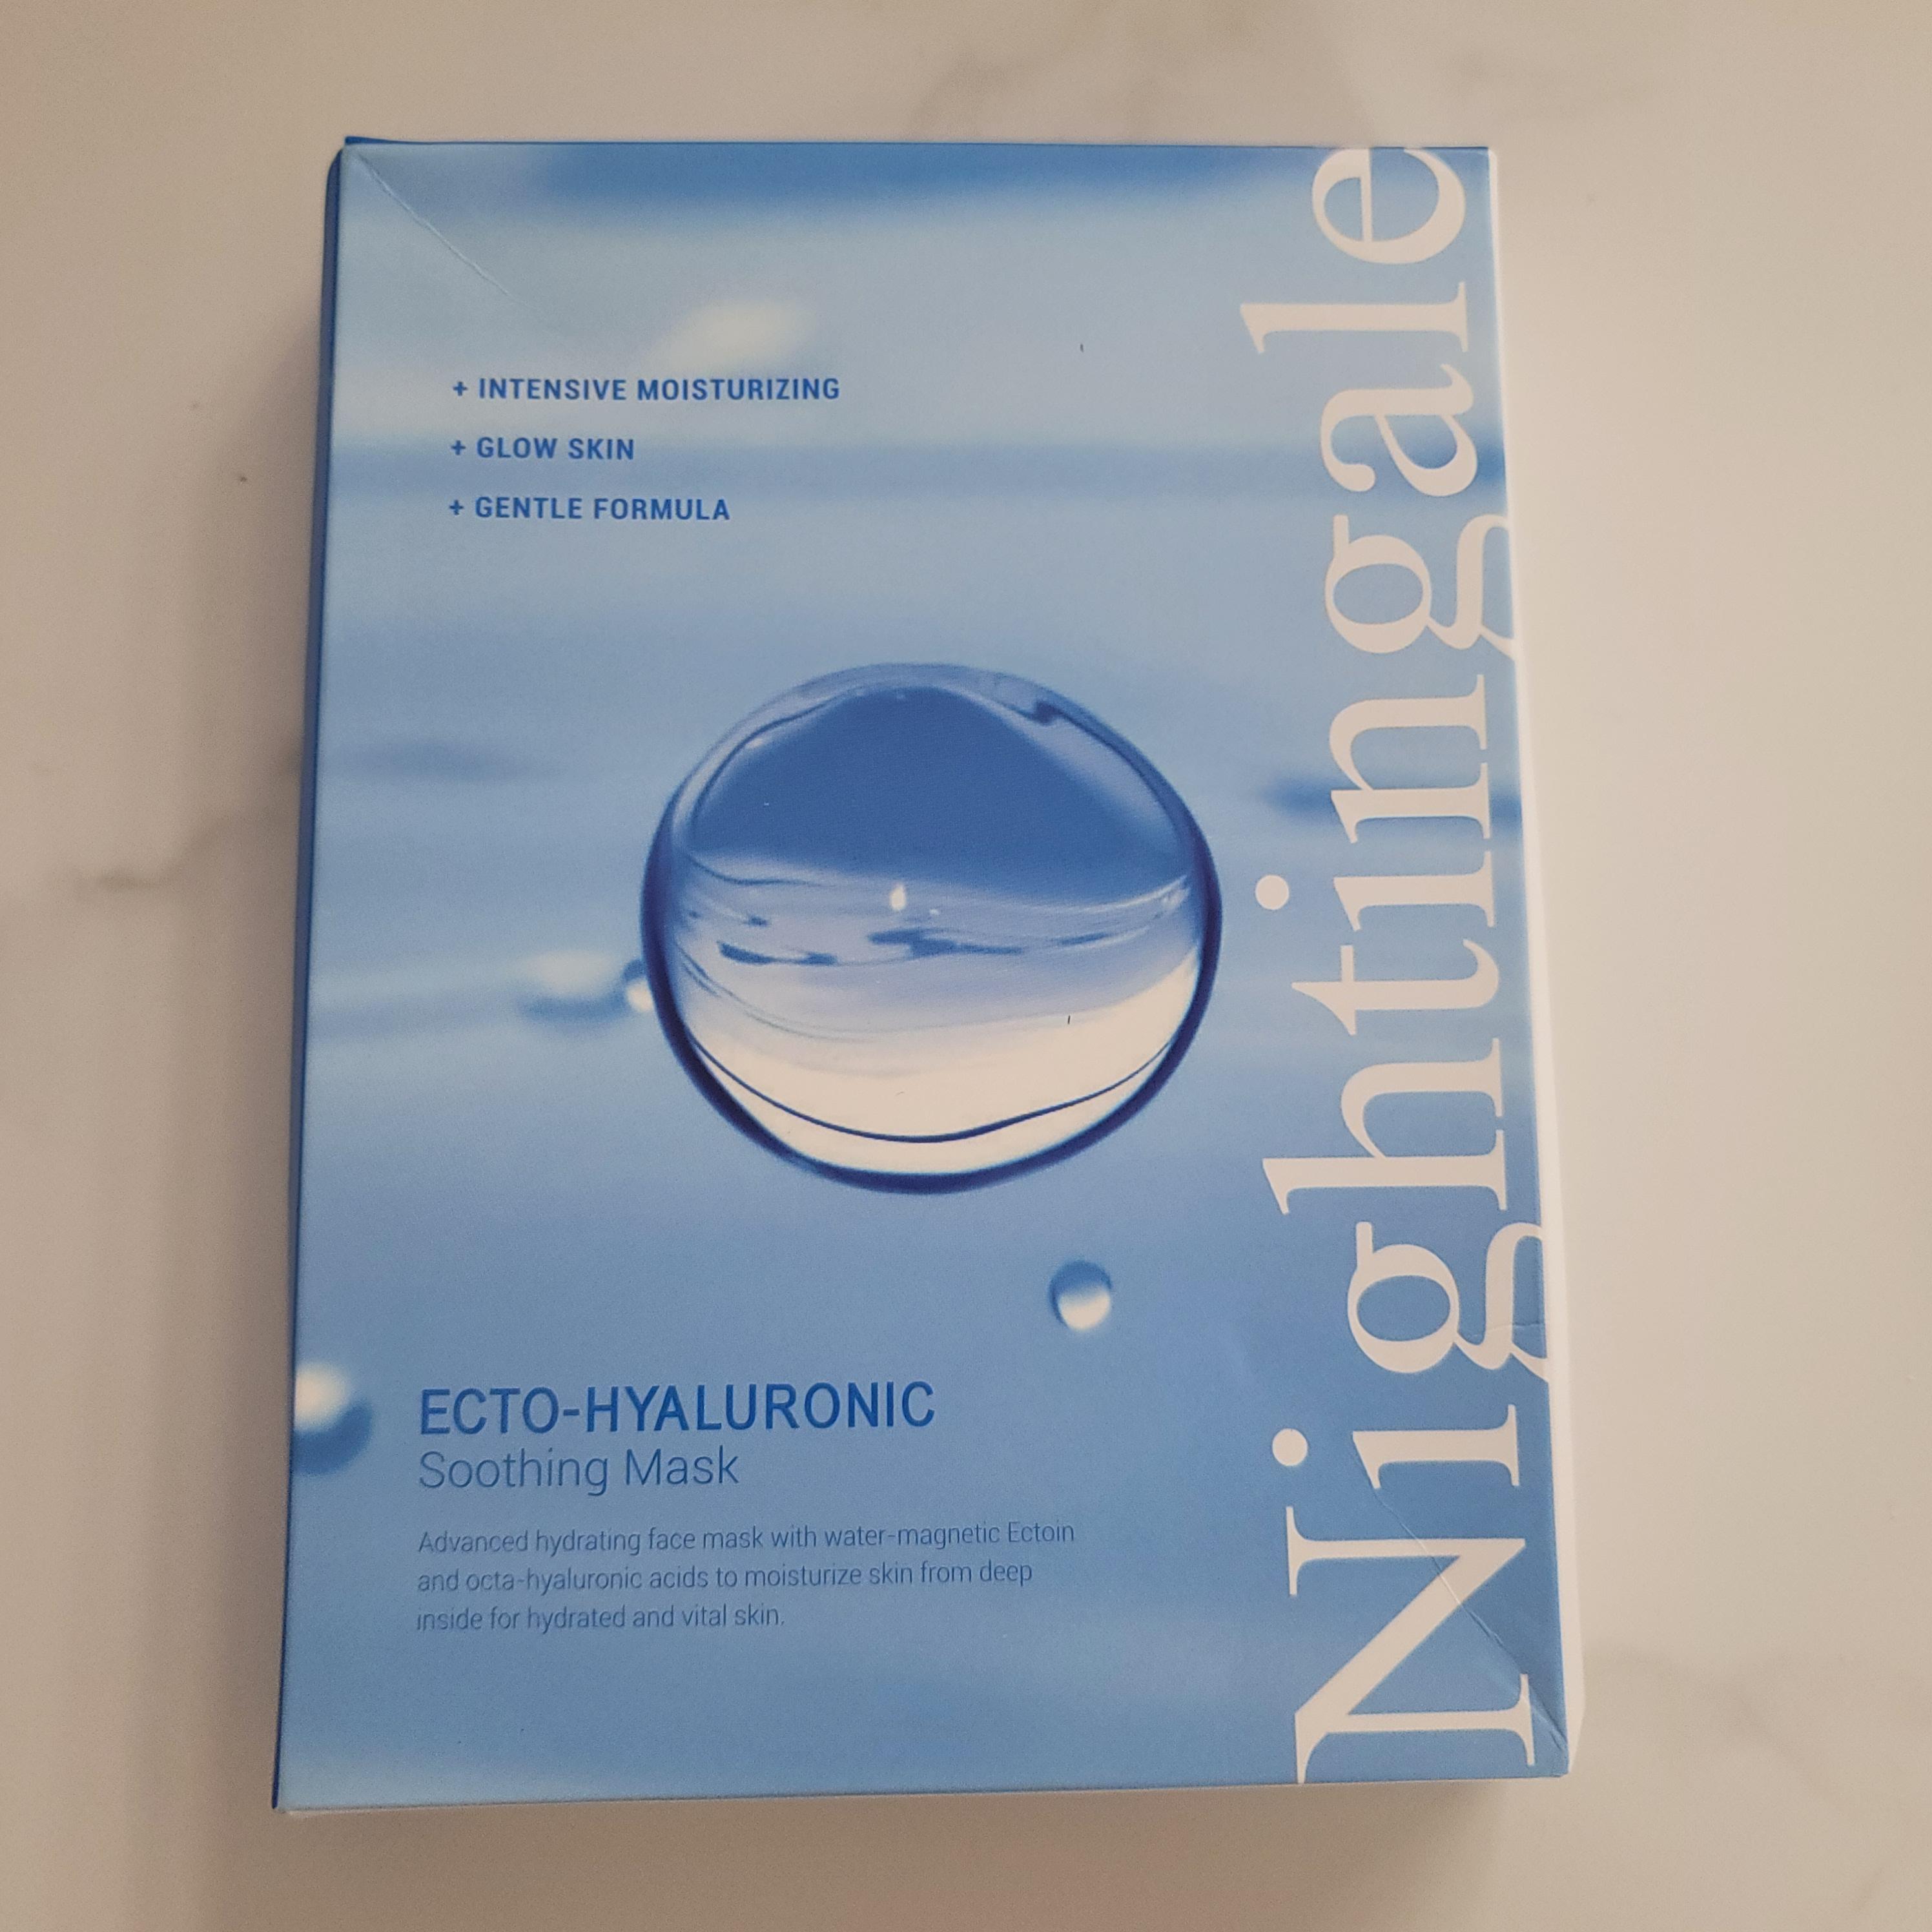 + INTENSIVE MOISTURIZING
+ GLOW SKIN
+ GENTLE FORMULA
Nightingale
ECTO-HYALURONIC
Soothing Mask
Advanced hydrating face mask with water-magnetic Ectoin
and octa-hyaluronic acids to moisturize skin from deep
inside for hydrated and vital skin.